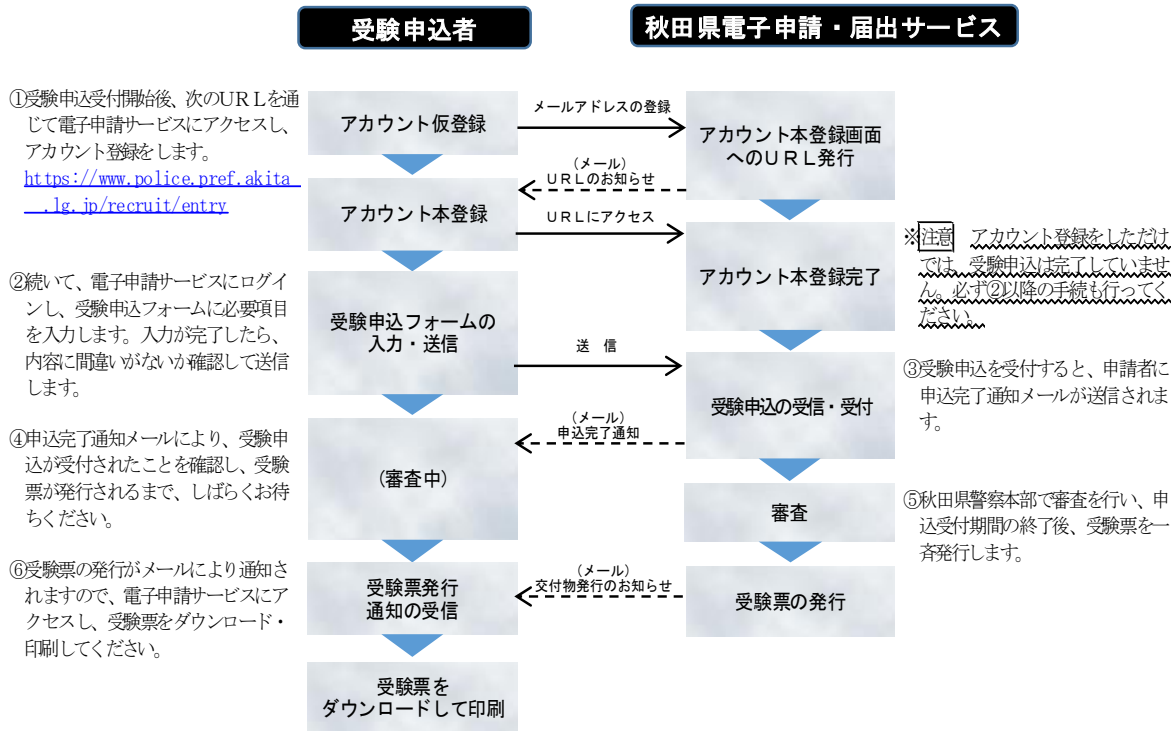 受験申込者
秋田県電子申請・届出サービス
①受験申込受付開始後、次のURLを通
じて電子申請サービスにアクセスし、
アカウント登録をします。
https://www.police.pref.akita
.lg.jp/recruit/entry
②続いて、電子申請サービスにログイ
ンし、受験申込フォームに必要項目
を入力します。入力が完了したら、
内容に間違いがないか確認して送信
します。
④申込完了通知メールにより、受験申
込が受付されたことを確認し、受験
票が発行されるまで、しばらくお待
ちください。
⑥受験票の発行がメールにより通知さ
れますので、電子申請サービスにア
クセスし、受験票をダウンロード・
印刷してください。
アカウント仮登録
メールアドレスの登録
アカウント本登録画面
へのURL発行
(メール)
URLのお知らせ
アカウント本登録
URLにアクセス
アカウント本登録完了
受験申込フォームの
入力・送信
送 信
受験申込の受信・受付
(メール)
申込完了通知
(審査中)
審査
(メール)
交付物発行のお知らせ
受験票発行
通知の受信
受験票の発行
受験票を
ダウンロードして印刷
※注意 アカウント登録をしただけ
では、受験申込は完了していませ
ん。必ず②以降の手続も行ってく
ださい。
③受験申込を受付すると、申請者に
申込完了通知メールが送信されま
す。
⑤秋田県警察本部で審査を行い、申
込受付期間の終了後、受験票を一
斉発行します。